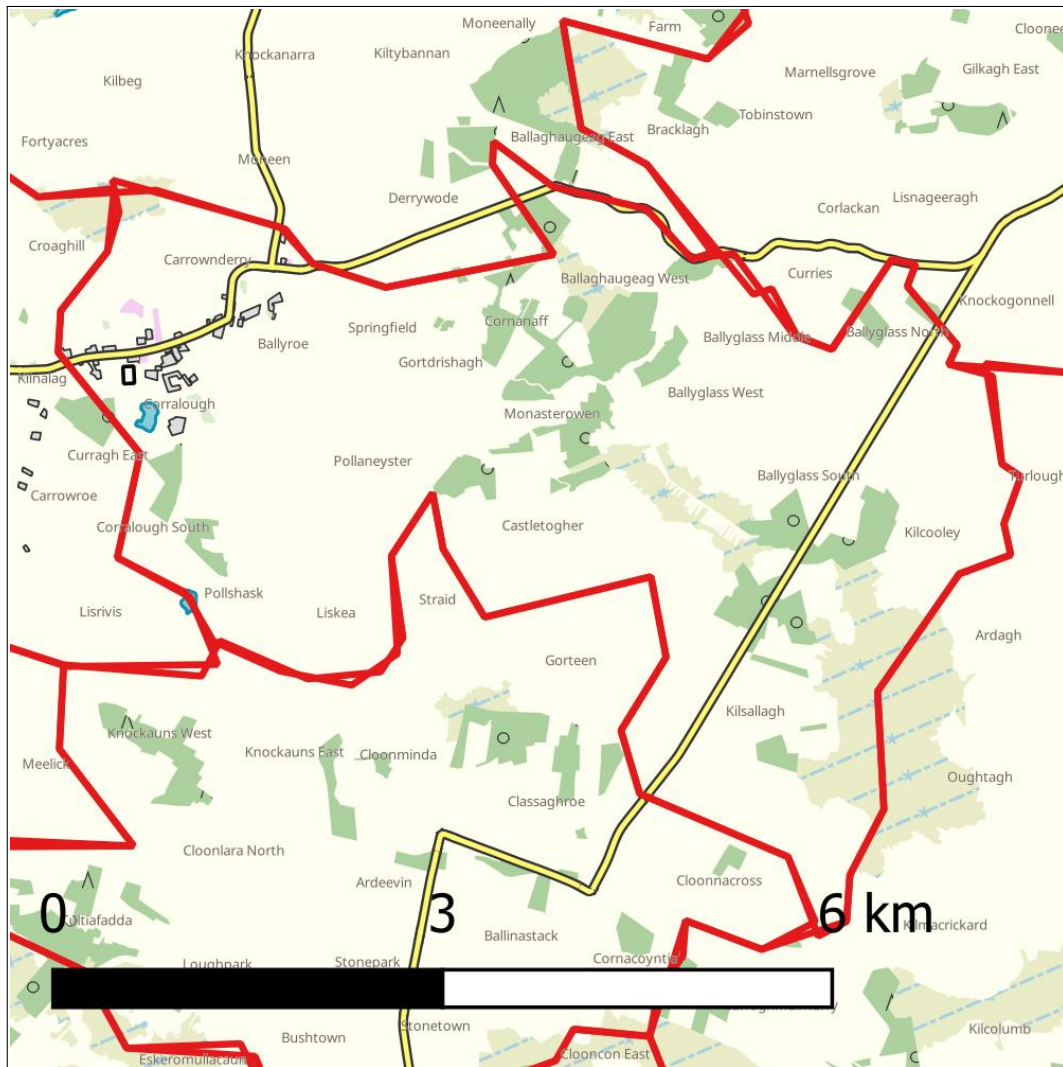 Moneenally
Farm
Cloonee
Knockanarra
Kiltybannan
Kilbeg
Marnellsgrove
Gilkagh East
Tobinstown
Fortyacres
Ballaghaugeag East
Bracklagh
Moneen
Derrywode
Lisnageeragh
Corlackan
Croaghill
Carrownderry
Ballaghaugeag West
Curries
Knockogonnell
Springfield
Cornanaff
Ballyroe
Ballyglass Middle
Ballyglass North
Gortdrishagh
Kilnalag
Ballyglass West
Corralough
Monasterowen
Curragh East
Pollaneyster
Ballyglass South
Turlough
Carrowroe
Corralough South
Castletogher
Kilcooley
Pollshask
Straid
Lisrivis
Liskea
Ardagh
Gorteen
Kilsallagh
Knockauns West
Knockauns East
Cloonminda
Meelick
Oughtagh
Classaghroe
Cloonlara North
Ardeevin
Cloonnacross
0 3 6 km
Cultiafadda
Kilmacrickard
Ballinastack
Loughpark
Stonepark
Cornacoyntia
Stonetown
Kilcolumb
Bushtown
Clooncon East